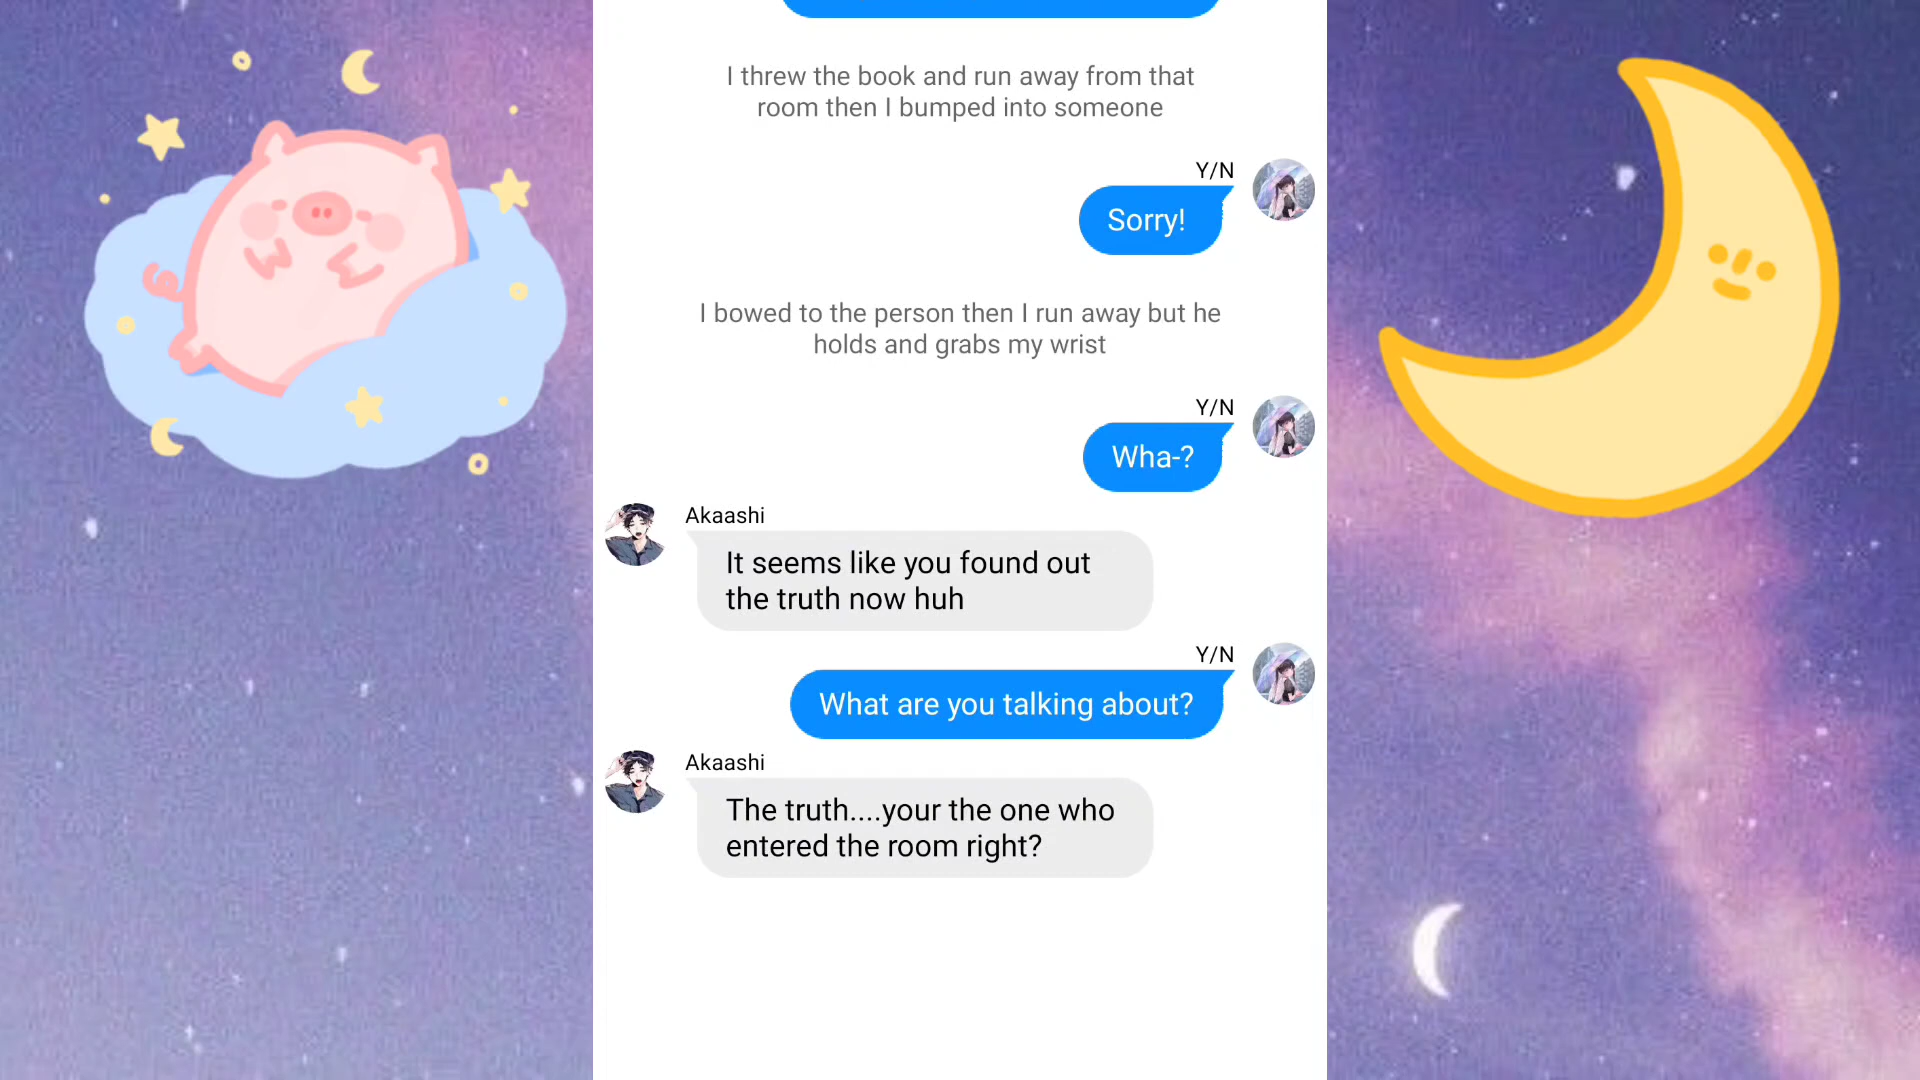 I threw the book and run away from that
room then I bumped into someone
Y/N
Sorry!
I bowed to the person then I run away but he
holds and grabs my wrist
Y/N
Wha-?
Akaashi
It seems like you found out
the truth now huh
Y/N
What are you talking about?
Akaashi
The truth....your the one who
entered the room right?